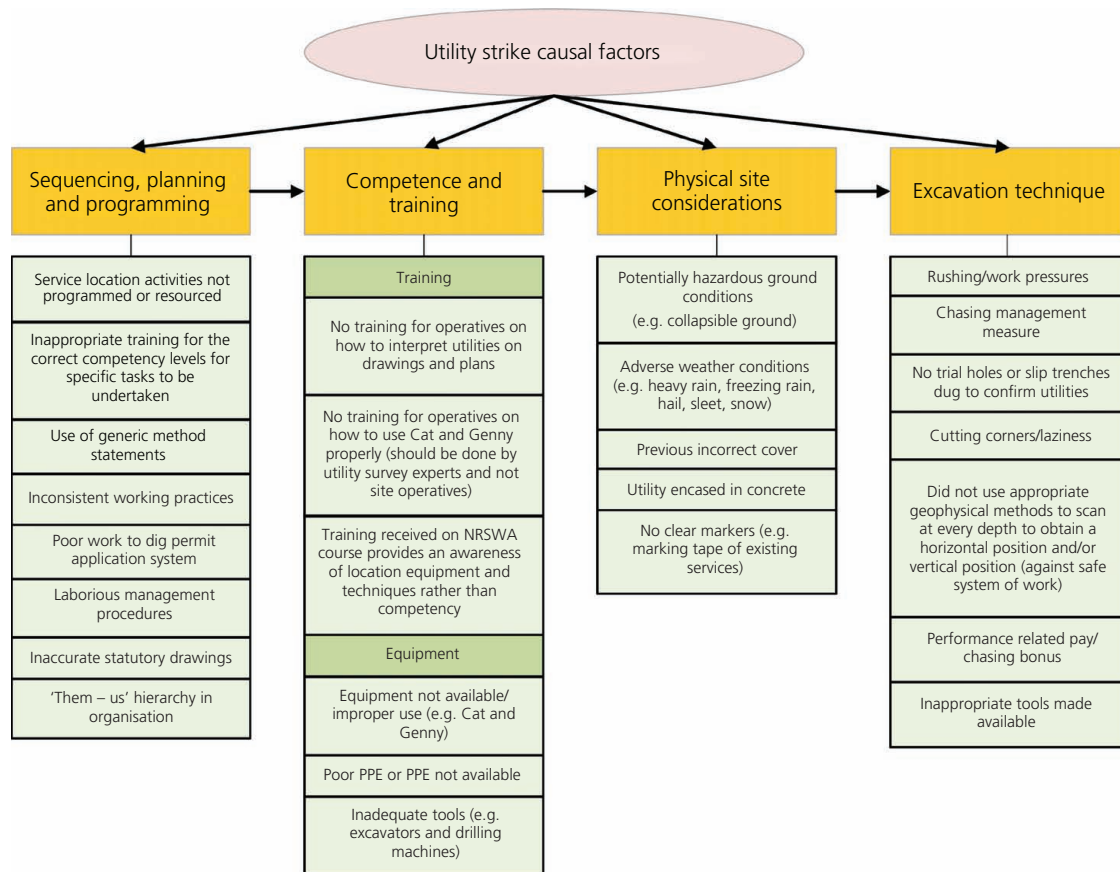 Utility strike causal factors
Sequencing, planning
and programming
Service location activities not
programmed or resourced
Inappropriate training for the
correct competency levels for
specific tasks to be
undertaken
Use of generic method
statements
Inconsistent working practices
Poor work to dig permit
application system
Laborious management
procedures
Inaccurate statutory drawings
‘Them – us’ hierarchy in
organisation
Competence and
training
Training
No training for operatives on
how to interpret utilities on
drawings and plans
No training for operatives on
how to use Cat and Genny
properly (should be done by
utility survey experts and not
site operatives)
Training received on NRSWA
course provides an awareness
of location equipment and
techniques rather than
competency
Equipment
Equipment not available/
improper use (e.g. Cat and
Genny)
Poor PPE or PPE not available
Inadequate tools (e.g.
excavators and drilling
machines)
Physical site
considerations
Potentially hazardous ground
conditions
(e.g. collapsible ground)
Adverse weather conditions
(e.g. heavy rain, freezing rain,
hail, sleet, snow)
Previous incorrect cover
Utility encased in concrete
No clear markers (e.g.
marking tape of existing
services)
Excavation technique
Rushing/work pressures
Chasing management
measure
No trial holes or slip trenches
dug to confirm utilities
Cutting corners/laziness
Did not use appropriate
geophysical methods to scan
at every depth to obtain a
horizontal position and/or
vertical position (against safe
system of work)
Performance related pay/
chasing bonus
Inappropriate tools made
available